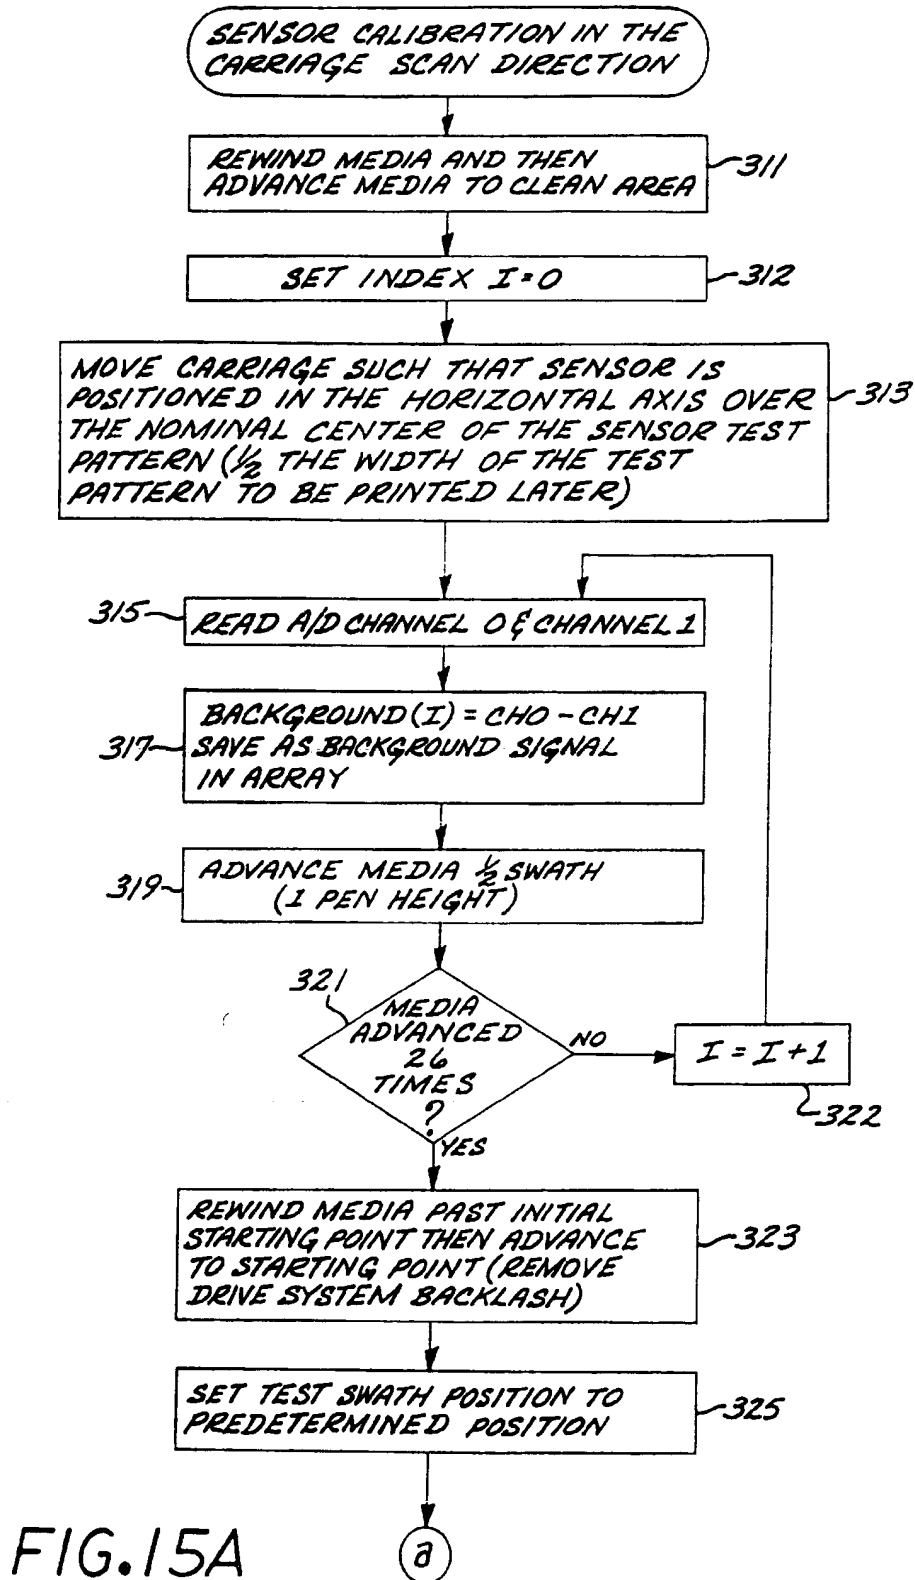 SENSOR CALIBRATION IN THE
CARRIAGE SCAN DIRECTION
REWIND MEDIA AND THEN
ADVANCE MEDIA TO CLEAN AREA
311
SET INDEX I=0
312
MOVE CARRIAGE SUCH THAT SENSOR IS
POSITIONED IN THE HORIZONTAL AXIS OVER
THE NOMINAL CENTER OF THE SENSOR TEST
PATTERN (1/2 THE WIDTH OF THE TEST
PATTERN TO BE PRINTED LATER)
313
315
READ A/D CHANNEL 0 & CHANNEL 1
BACKGROUND(I) = CH0 - CH1
SAVE AS BACKGROUND SIGNAL
IN ARRAY
317
ADVANCE MEDIA 1/2 SWATH
(1 PEN HEIGHT)
319
321
MEDIA
ADVANCED
26
TIMES
?
NO
I = I + 1
322
YES
REWIND MEDIA PAST INITIAL
STARTING POINT THEN ADVANCE
TO STARTING POINT (REMOVE
DRIVE SYSTEM BACKLASH)
323
SET TEST SWATH POSITION TO
PREDETERMINED POSITION
325
a
FIG. 15A